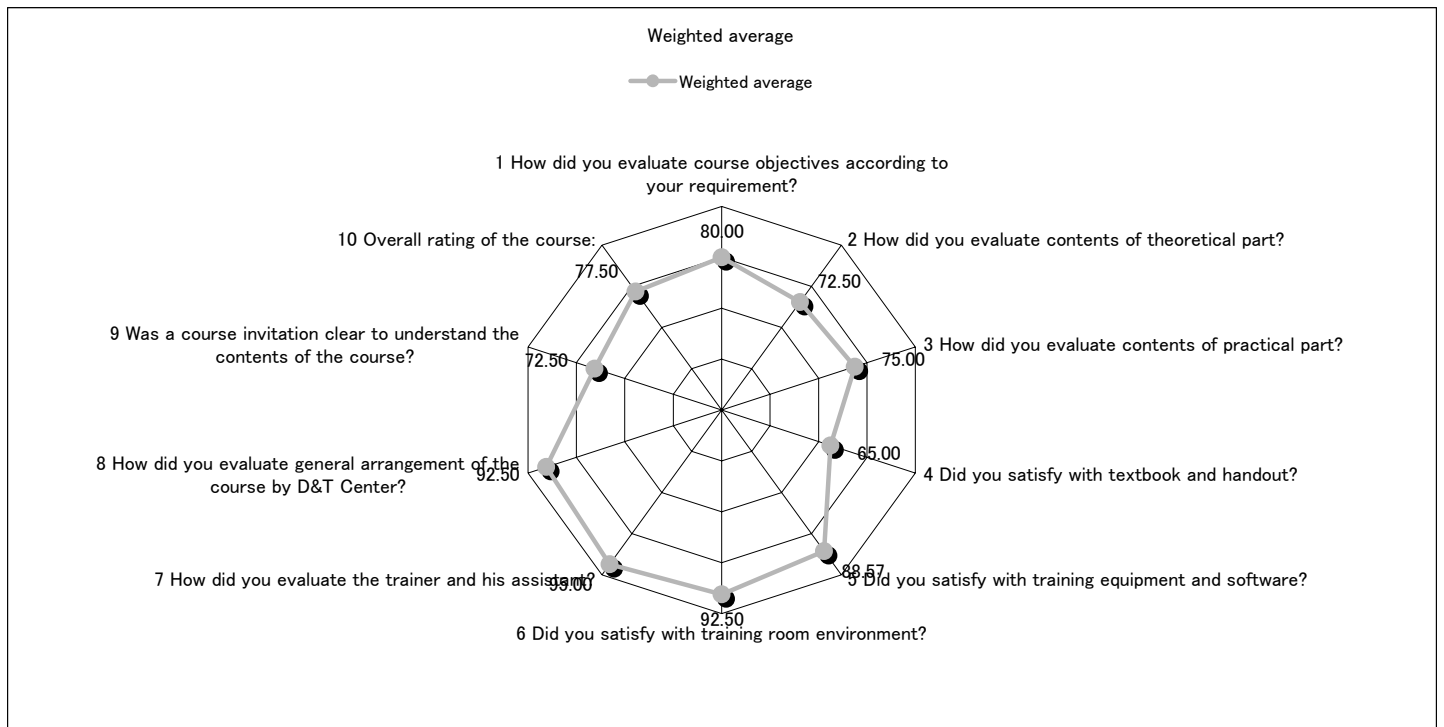 Weighted average
Weighted average
1 How did you evaluate course objectives according to
your requirement?
80.00
10 Overall rating of the course:
2 How did you evaluate contents of theoretical part?
77.50
72.50
9 Was a course invitation clear to understand the
contents of the course?
3 How did you evaluate contents of practical part?
72.50
75.00
65.00
8 How did you evaluate general arrangement of the
course by D&T Center?
92.50
4 Did you satisfy with textbook and handout?
88.57
7 How did you evaluate the trainer and his assistant?
95.00
5 Did you satisfy with training equipment and software?
92.50
6 Did you satisfy with training room environment?